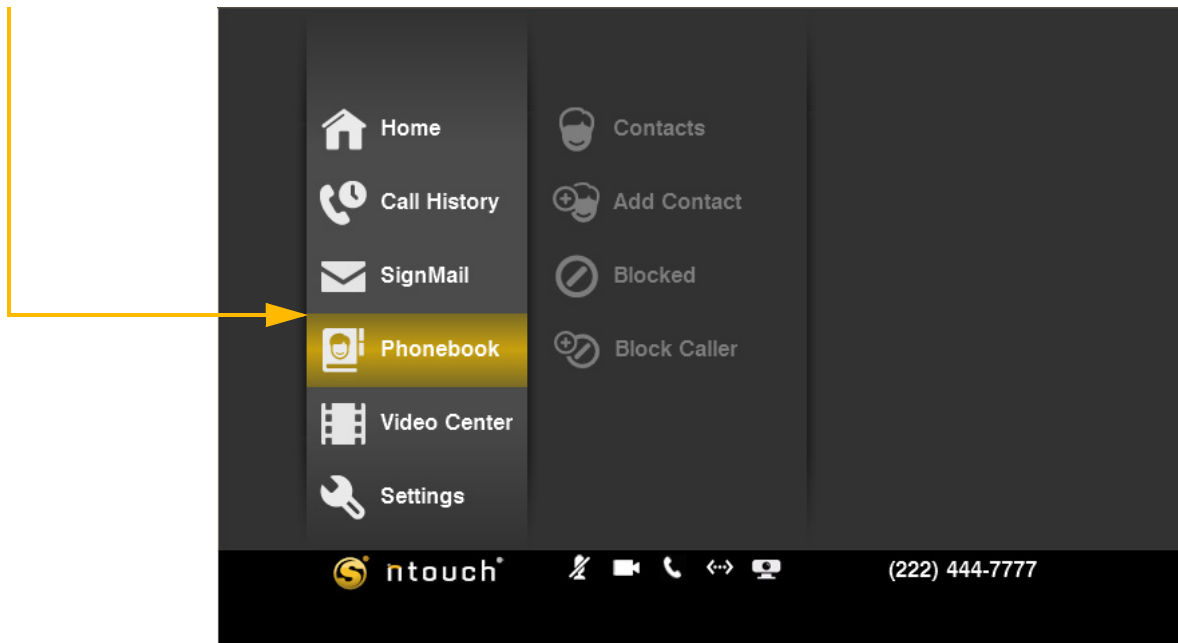 Home
Call History
SignMail
Phonebook
Video Center
Settings
Contacts
Add Contact
Blocked
Block Caller
S ntouch
(222) 444-7777